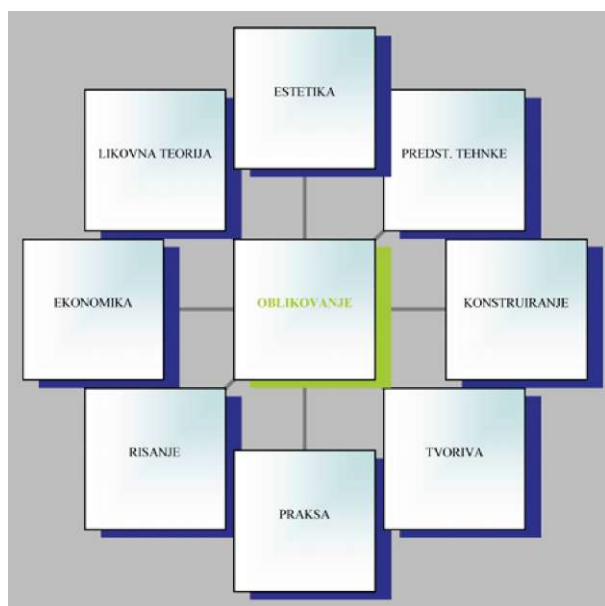 ESTETIKA
LIKOVNA TEORIJA
PREDST. TEHNKE
EKONOMIKA
OBLIKOVANJE
KONSTRUIRANJE
RISANJE
TVORIVA
PRAKSA